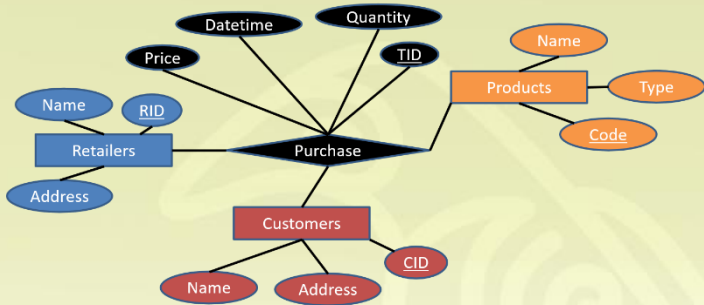 Datetime
Quantity
Price
TID
Name
Products
Type
Code
Name
RID
Retailers
Address
Purchase
Customers
Name
Address
CID